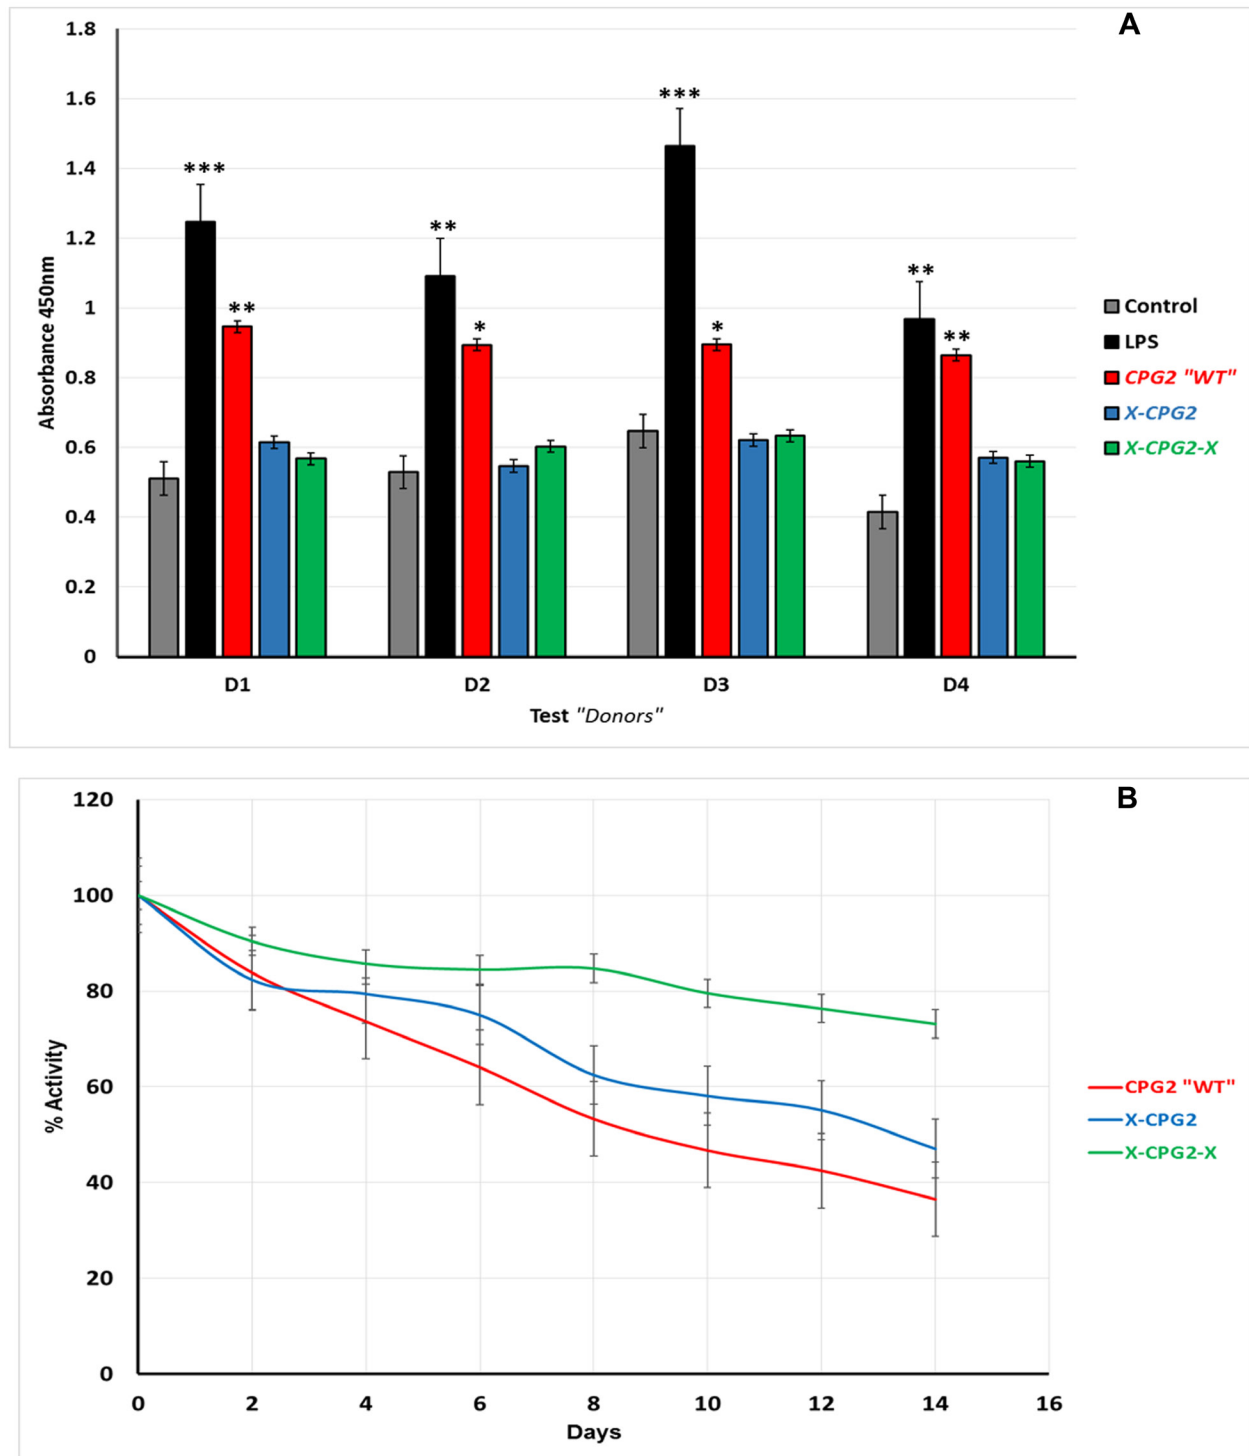 A
1.8
1.6
1.4
1.2
1
0.8
0.6
0.4
0.2
0
Absorbance 450nm
***
**
**
*
***
*
**
**
D1 D2 D3 D4
Test "Donors"
Control
LPS
CPG2 "WT"
X-CPG2
X-CPG2-X
B
120
100
80
60
40
20
0
% Activity
0 2 4 6 8 10 12 14 16
Days
CPG2 "WT"
X-CPG2
X-CPG2-X